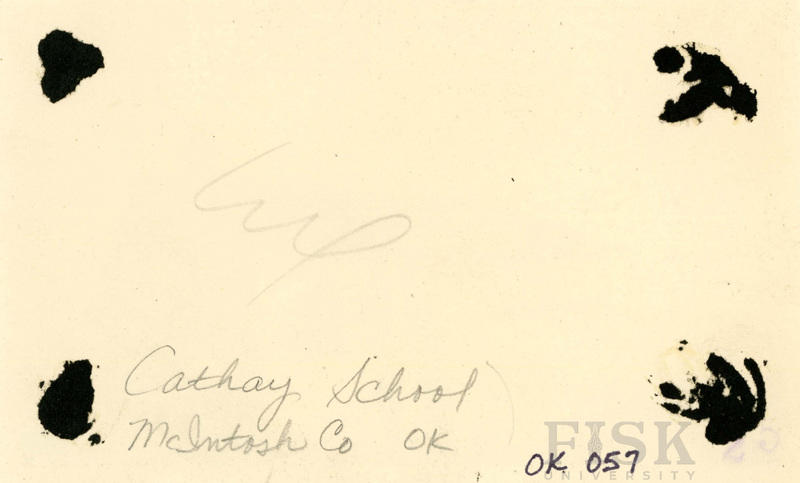 Cathay School
McIntosh Co OK
FISK
UNIVERSITY
OK 057